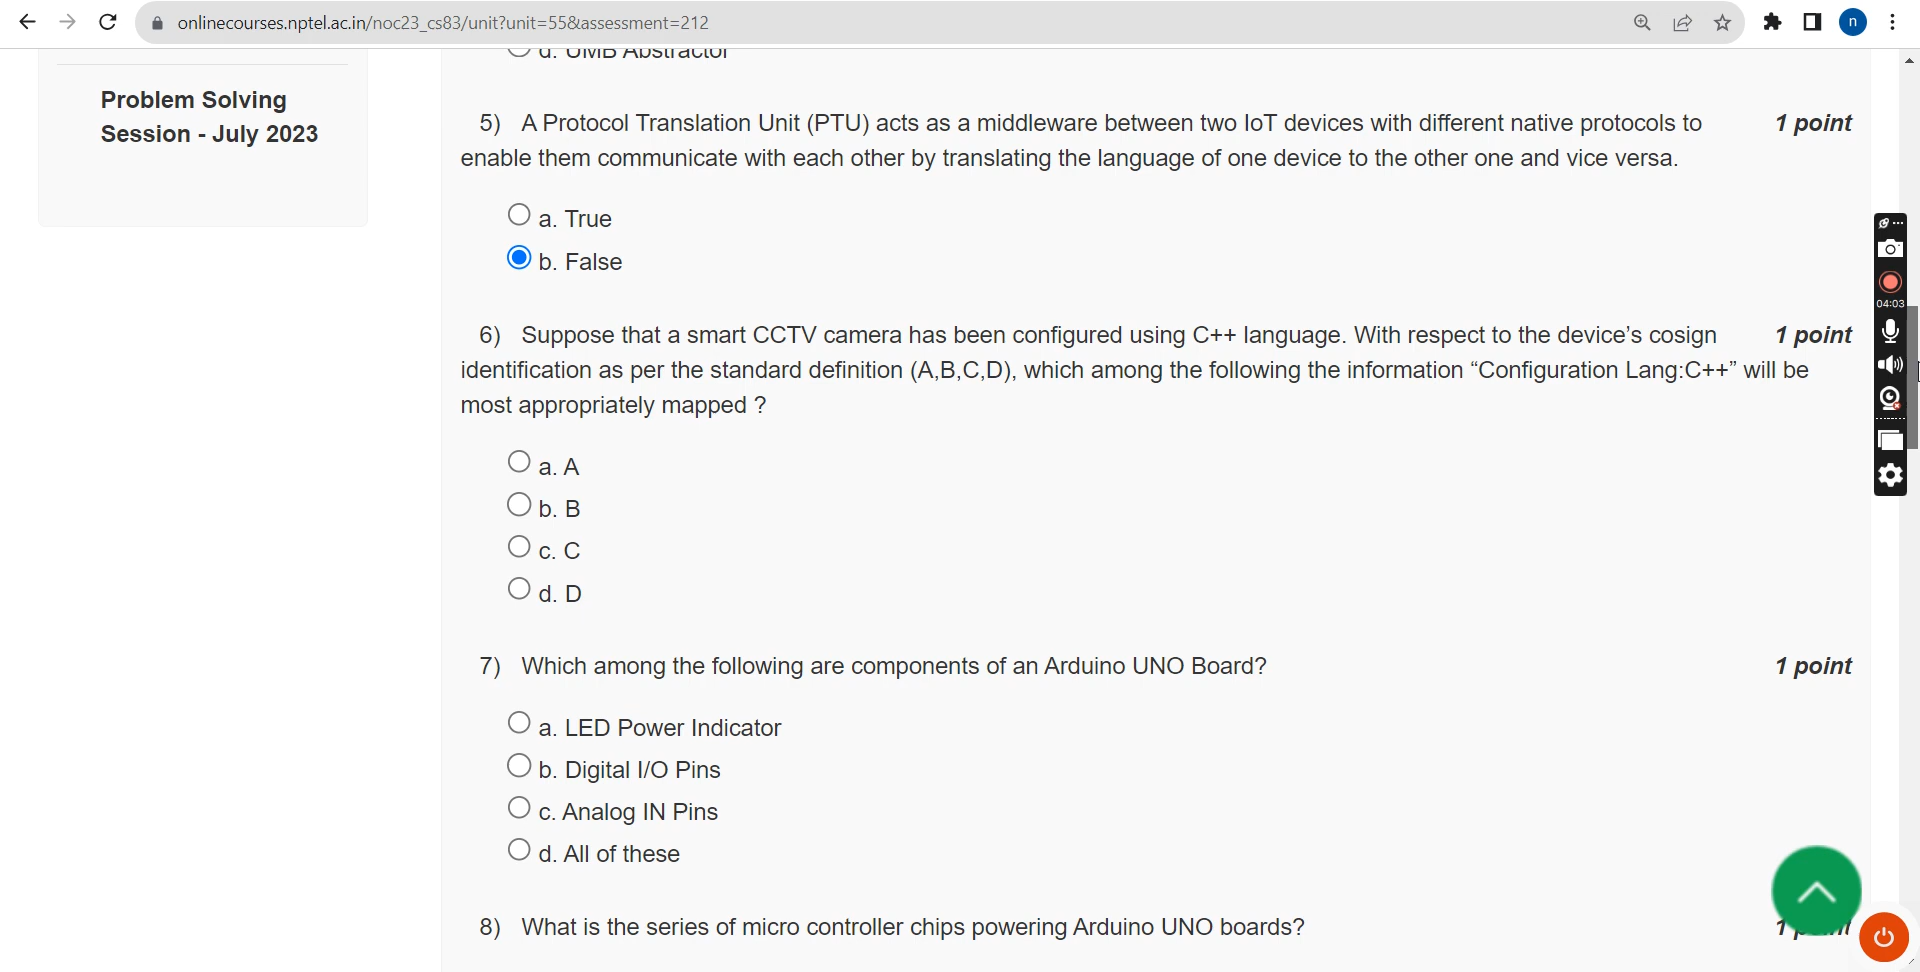 onlinecourses.nptel.ac.in/noc23_cs83/unit?unit=55&assessment=212
n
d. UMB Abstractor
Problem Solving
Session - July 2023
5) A Protocol Translation Unit (PTU) acts as a middleware between two IoT devices with different native protocols to 1 point
enable them communicate with each other by translating the language of one device to the other one and vice versa.
a. True
b. False
04:03
6) Suppose that a smart CCTV camera has been configured using C++ language. With respect to the device’s cosign 1 point
identification as per the standard definition (A,B,C,D), which among the following the information “Configuration Lang:C++” will be
most appropriately mapped ?
a. A
b. B
c. C
d. D
7) Which among the following are components of an Arduino UNO Board? 1 point
a. LED Power Indicator
b. Digital I/O Pins
c. Analog IN Pins
d. All of these
8) What is the series of micro controller chips powering Arduino UNO boards?